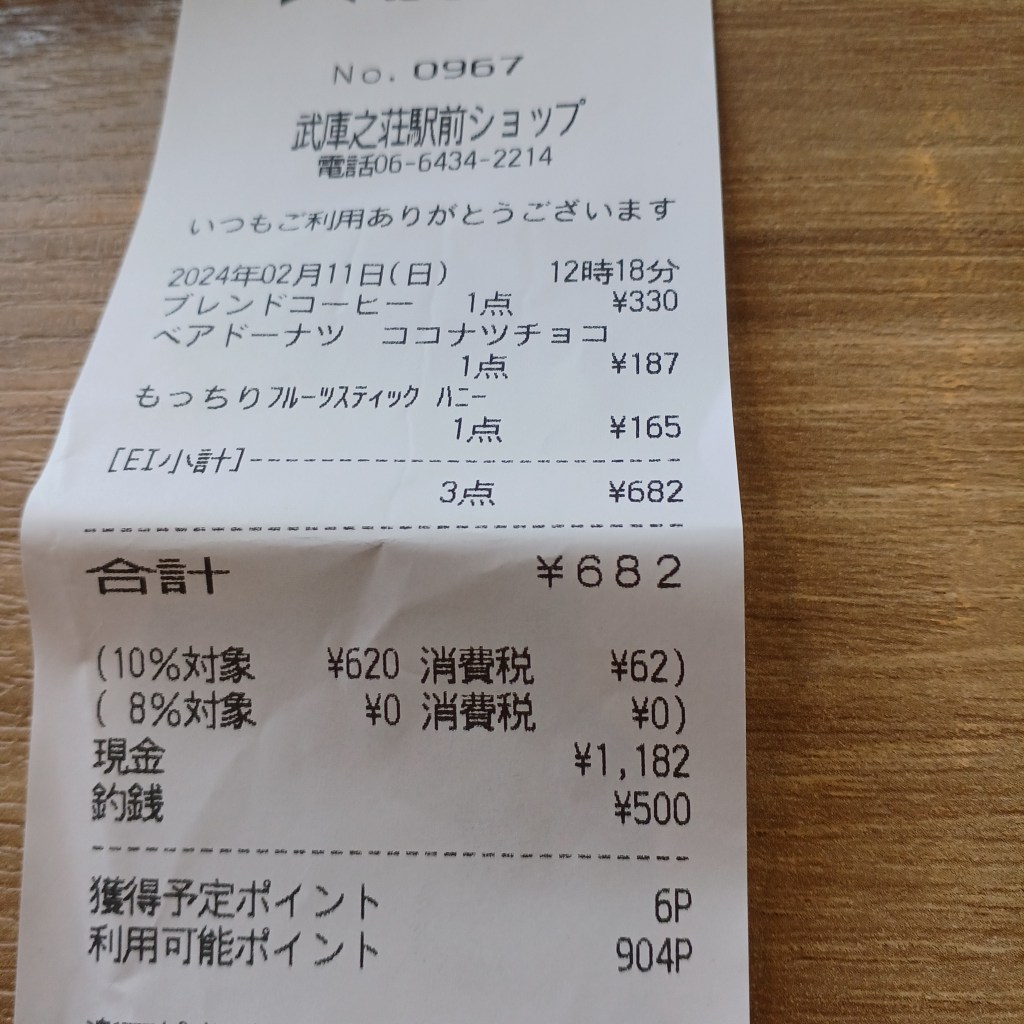 No. 0967
武庫之荘駅前ショップ
電話06-6434-2214
いつもご利用ありがとうございます
2024年02月11日(日) 12時18分
ブレンドコーヒー 1点 ¥330
ベアドーナツ ココナツチョコ
1点 ¥187
もっちりフルーツスティック ハニー
1点 ¥165
[EI小計]
3点 ¥682
合計 ¥682
(10%対象 ¥620 消費税 ¥62)
( 8%対象 ¥0 消費税 ¥0)
現金 ¥1,182
釣銭 ¥500
獲得予定ポイント 6P
利用可能ポイント 904P